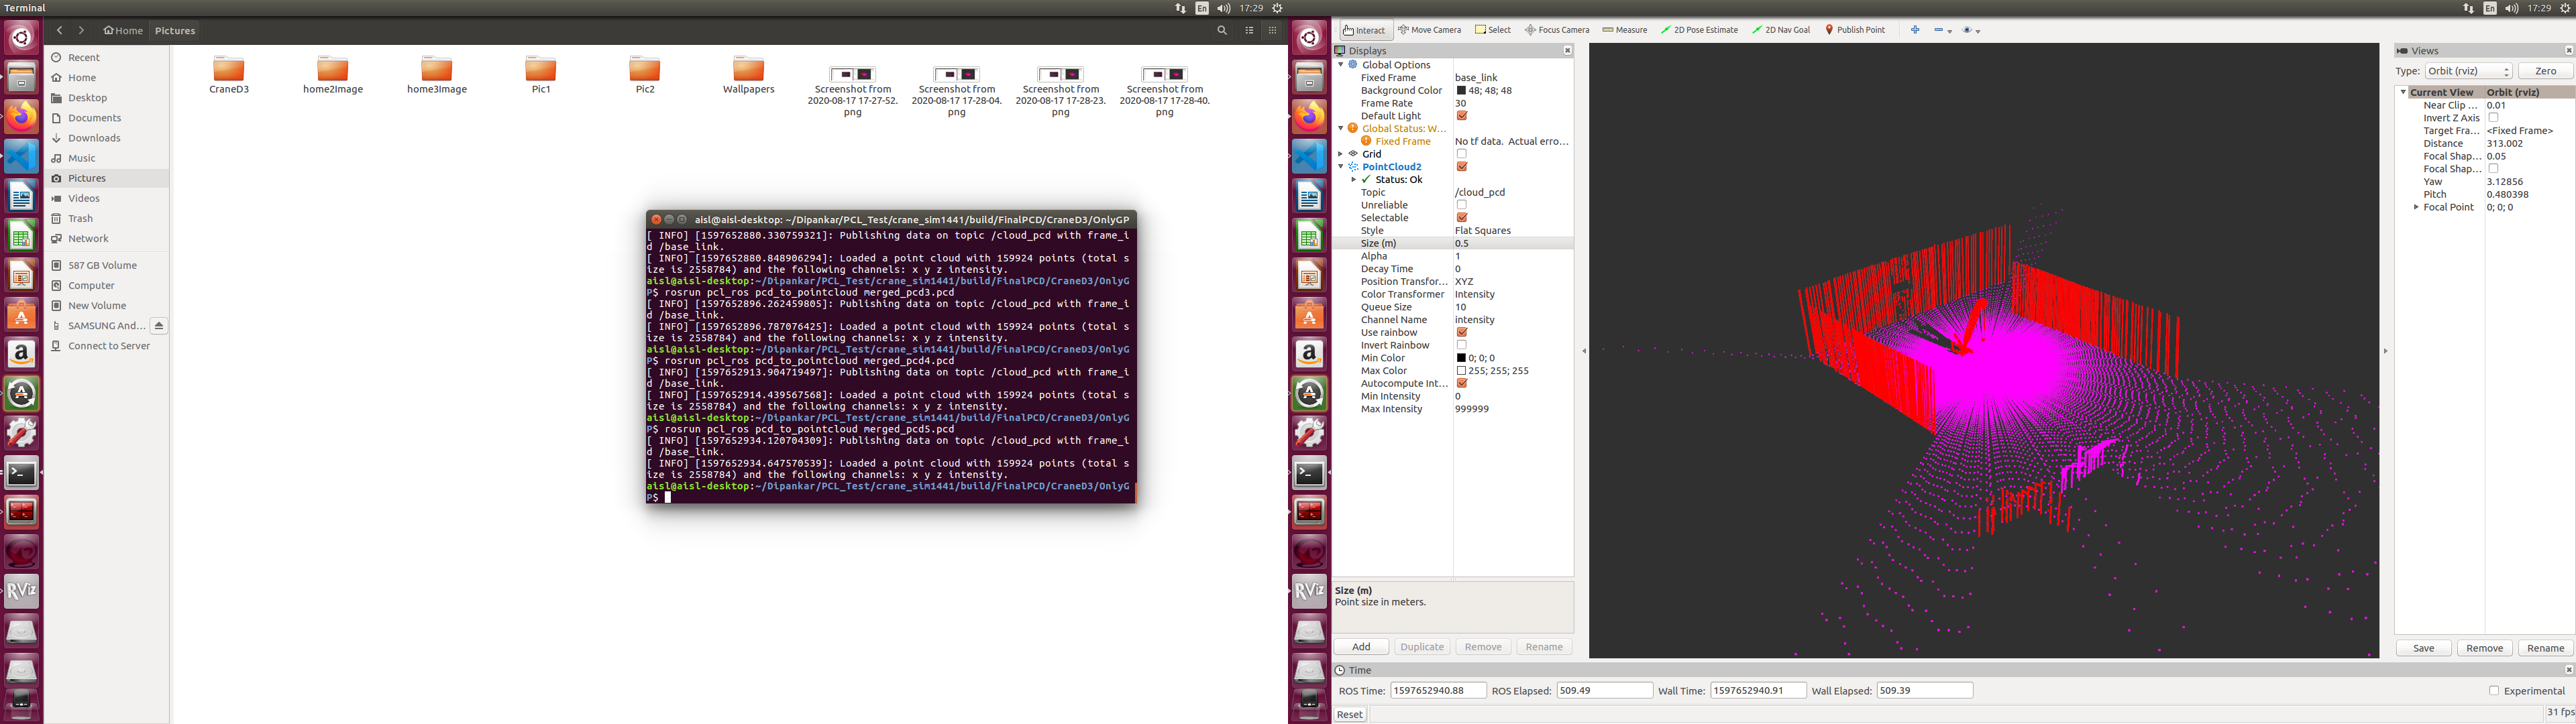 Terminal
En
17:29
Home
Pictures
Recent
Home
Desktop
Documents
Downloads
Music
Pictures
Videos
Trash
Network
587 GB Volume
Computer
New Volume
SAMSUNG And...
Connect to Server
CraneD3
home2Image
home3Image
Pic1
Pic2
Wallpapers
Screenshot from
2020-08-17 17-27-52.
png
Screenshot from
2020-08-17 17-28-04.
png
Screenshot from
2020-08-17 17-28-23.
png
Screenshot from
2020-08-17 17-28-40.
png
aisl@aisl-desktop: ~/Dipankar/PCL_Test/crane_sim1441/build/FinalPCD/CraneD3/OnlyGP
[ INFO] [1597652880.330759321]: Publishing data on topic /cloud_pcd with frame_i
d /base_link.
[ INFO] [1597652880.848906294]: Loaded a point cloud with 159924 points (total s
ize is 2558784) and the following channels: x y z intensity.
aisl@aisl-desktop:~/Dipankar/PCL_Test/crane_sim1441/build/FinalPCD/CraneD3/OnlyG
P$ rosrun pcl_ros pcd_to_pointcloud merged_pcd3.pcd
[ INFO] [1597652896.262459805]: Publishing data on topic /cloud_pcd with frame_i
d /base_link.
[ INFO] [1597652896.787076425]: Loaded a point cloud with 159924 points (total s
ize is 2558784) and the following channels: x y z intensity.
aisl@aisl-desktop:~/Dipankar/PCL_Test/crane_sim1441/build/FinalPCD/CraneD3/OnlyG
P$ rosrun pcl_ros pcd_to_pointcloud merged_pcd4.pcd
[ INFO] [1597652913.904719497]: Publishing data on topic /cloud_pcd with frame_i
d /base_link.
[ INFO] [1597652914.439567568]: Loaded a point cloud with 159924 points (total s
ize is 2558784) and the following channels: x y z intensity.
aisl@aisl-desktop:~/Dipankar/PCL_Test/crane_sim1441/build/FinalPCD/CraneD3/OnlyG
P$ rosrun pcl_ros pcd_to_pointcloud merged_pcd5.pcd
[ INFO] [1597652934.120704309]: Publishing data on topic /cloud_pcd with frame_i
d /base_link.
[ INFO] [1597652934.647570539]: Loaded a point cloud with 159924 points (total s
ize is 2558784) and the following channels: x y z intensity.
aisl@aisl-desktop:~/Dipankar/PCL_Test/crane_sim1441/build/FinalPCD/CraneD3/OnlyG
P$
RViz
En
17:29
Interact Move Camera Select Focus Camera Measure 2D Pose Estimate 2D Nav Goal Publish Point
Displays
Global Options
Fixed Frame base_link
Background Color 48; 48; 48
Frame Rate 30
Default Light
Global Status: W...
Fixed Frame No tf data. Actual erro...
Grid
PointCloud2
Status: Ok
Topic /cloud_pcd
Unreliable
Selectable
Style Flat Squares
Size (m) 0.5
Alpha 1
Decay Time 0
Position Transfor... XYZ
Color Transformer Intensity
Queue Size 10
Channel Name intensity
Use rainbow
Invert Rainbow
Min Color 0; 0; 0
Max Color 255; 255; 255
Autocompute Int...
Min Intensity 0
Max Intensity 999999
Size (m)
Point size in meters.
Add Duplicate Remove Rename
Time
ROS Time: 1597652940.88 ROS Elapsed: 509.49 Wall Time: 1597652940.91 Wall Elapsed: 509.39 Experimental
Reset 31 fps
RViz
Views
Type: Orbit (rviz) Zero
Current View Orbit (rviz)
Near Clip ... 0.01
Invert Z Axis
Target Fra... <Fixed Frame>
Distance 313.002
Focal Shap... 0.05
Focal Shap...
Yaw 3.12856
Pitch 0.480398
Focal Point 0; 0; 0
Save Remove Rename